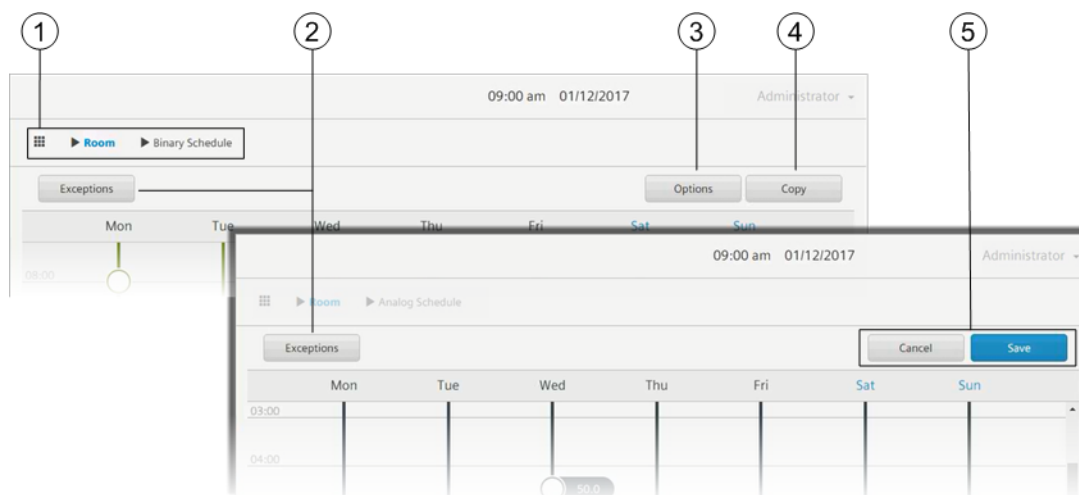 1 2 3 4 5
09:00 am 01/12/2017 Administrator
Room Binary Schedule
Exceptions Options Copy
Mon Tue Wed Thu Fri Sat Sun
08:00
09:00 am 01/12/2017 Administrator
Room Analog Schedule
Exceptions Cancel Save
Mon Tue Wed Thu Fri Sat Sun
03:00
04:00
50.0